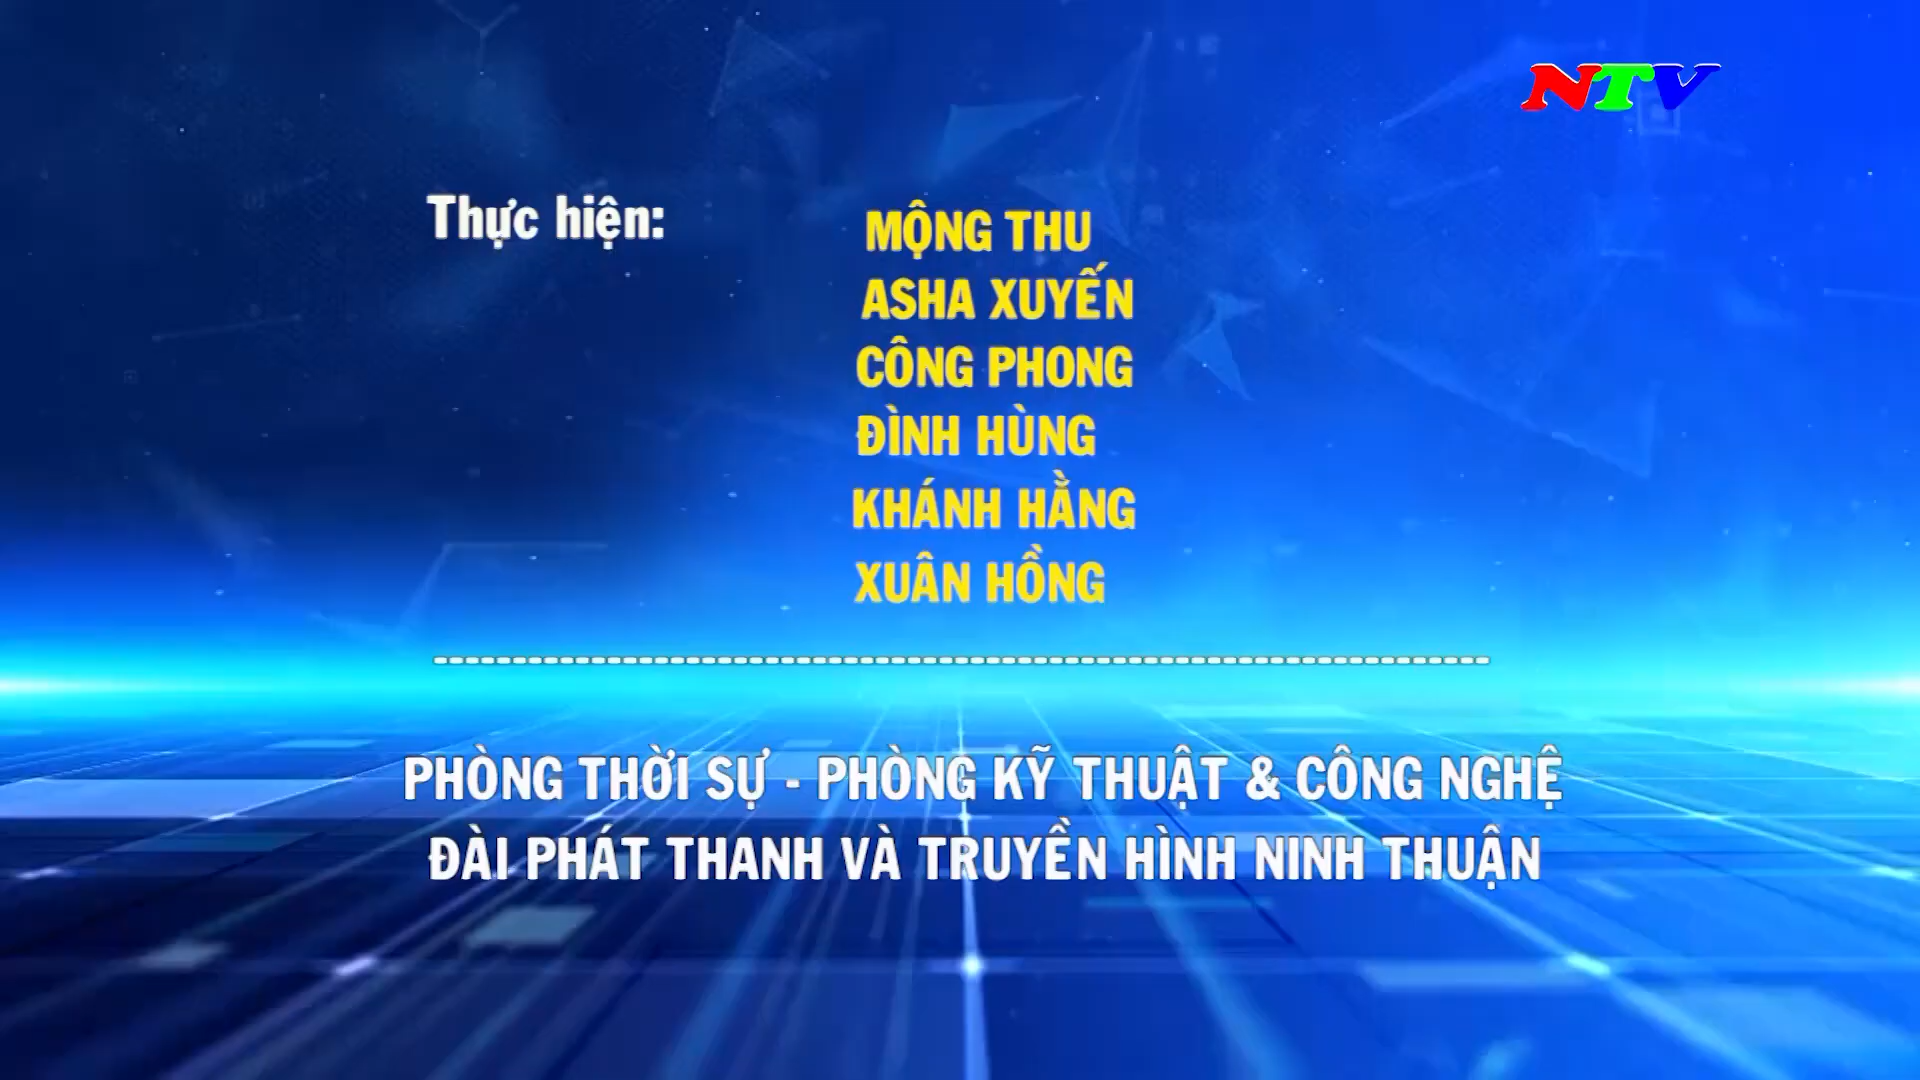 NTV
Thực hiện:
MỘNG THU
ASHA XUYẾN
CÔNG PHONG
ĐÌNH HÙNG
KHÁNH HẰNG
XUÂN HỒNG
PHÒNG THỜI SỰ - PHÒNG KỸ THUẬT & CÔNG NGHỆ
ĐÀI PHÁT THANH VÀ TRUYỀN HÌNH NINH THUẬN